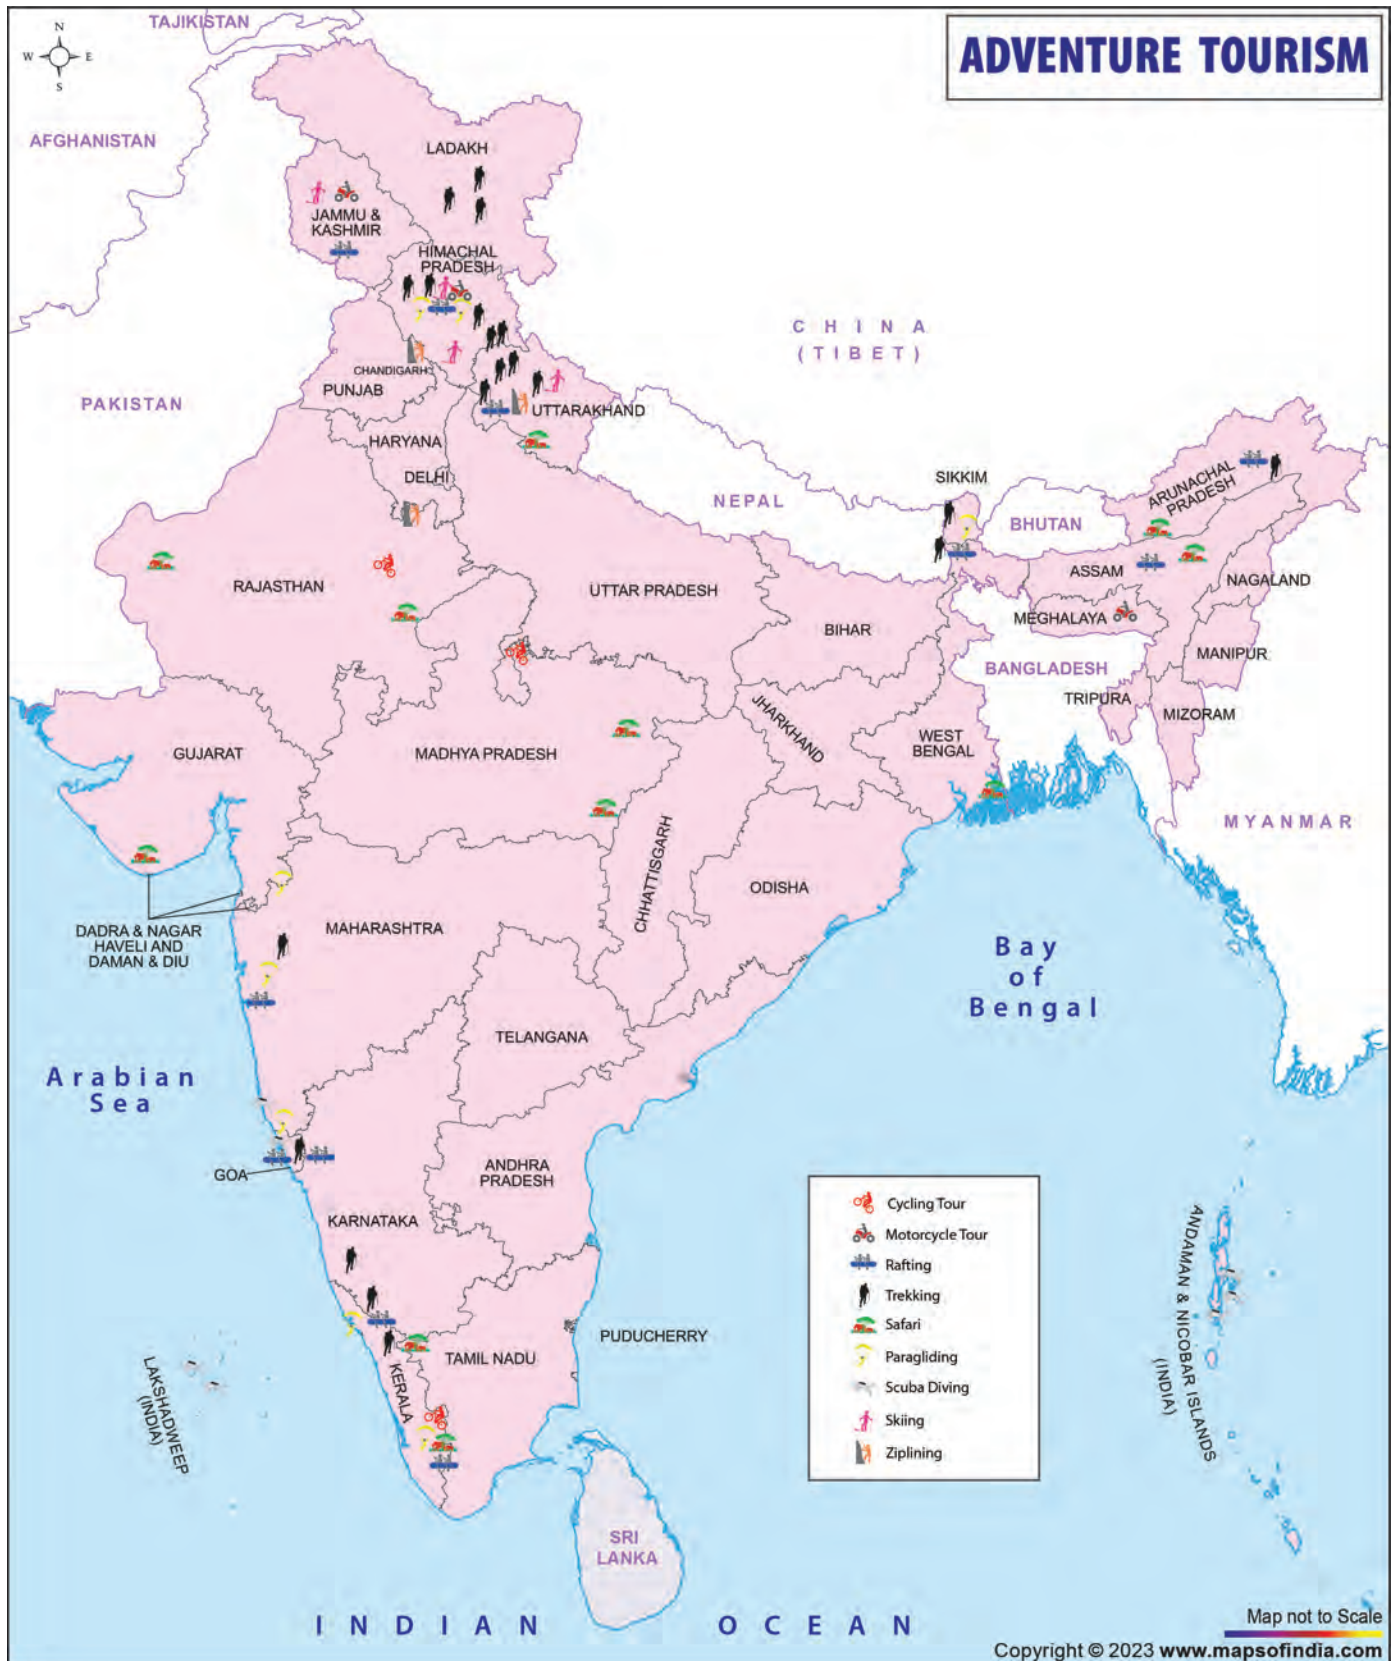 TAJIKISTAN
ADVENTURE TOURISM
N
W
E
S
AFGHANISTAN
LADAKH
JAMMU &
KASHMIR
HIMACHAL
PRADESH
C H I N A
(TIBET)
CHANDIGARH
PUNJAB
PAKISTAN
UTTARAKHAND
HARYANA
DELHI
SIKKIM
NEPAL
BHUTAN
ARUNACHAL
PRADESH
ASSAM
NAGALAND
RAJASTHAN
UTTAR PRADESH
MEGHALAYA
BIHAR
MANIPUR
BANGLADESH
TRIPURA
MIZORAM
JHARKHAND
WEST
BENGAL
GUJARAT
MADHYA PRADESH
MYANMAR
CHHATTISGARH
ODISHA
DADRA & NAGAR
HAVELI AND
DAMAN & DIU
MAHARASHTRA
Bay
of
Bengal
TELANGANA
Arabian
Sea
GOA
ANDHRA
PRADESH
KARNATAKA
Cycling Tour
Motorcycle Tour
Rafting
Trekking
Safari
Paragliding
Scuba Diving
Skiing
Ziplining
ANDAMAN & NICOBAR ISLANDS
(INDIA)
PUDUCHERRY
TAMIL NADU
KERALA
LAKSHADWEEP
(INDIA)
SRI
LANKA
INDIAN OCEAN
Map not to Scale
Copyright © 2023 www.mapsofindia.com